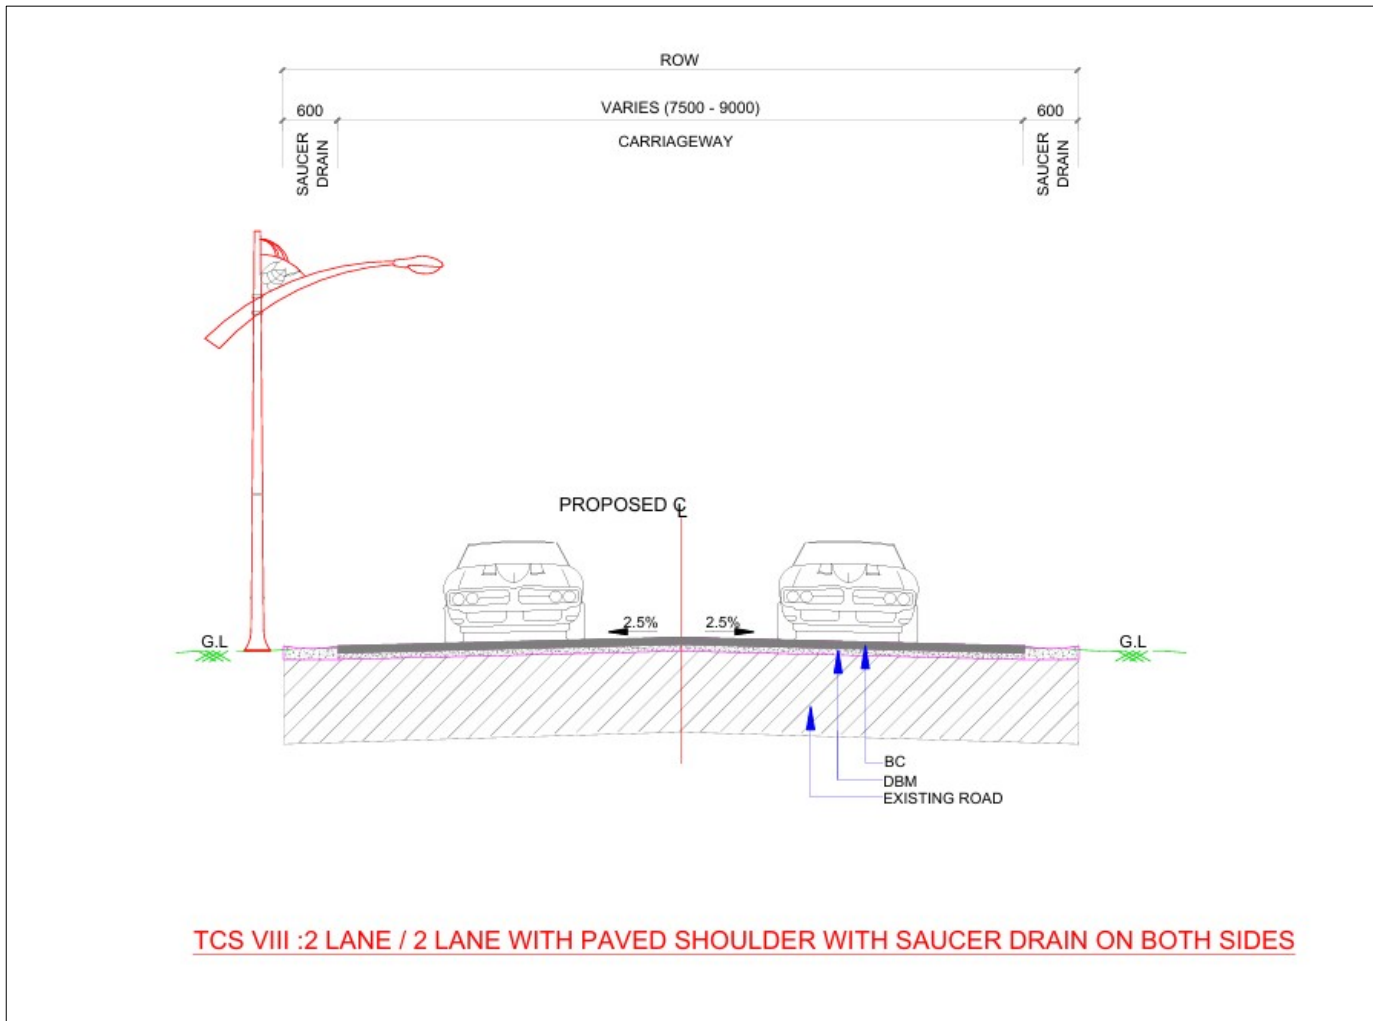 ROW
600
VARIES (7500 - 9000)
600
SAUCER
DRAIN
CARRIAGEWAY
SAUCER
DRAIN
PROPOSED ℄
2.5%
2.5%
G.L
G.L
BC
DBM
EXISTING ROAD
TCS VIII :2 LANE / 2 LANE WITH PAVED SHOULDER WITH SAUCER DRAIN ON BOTH SIDES